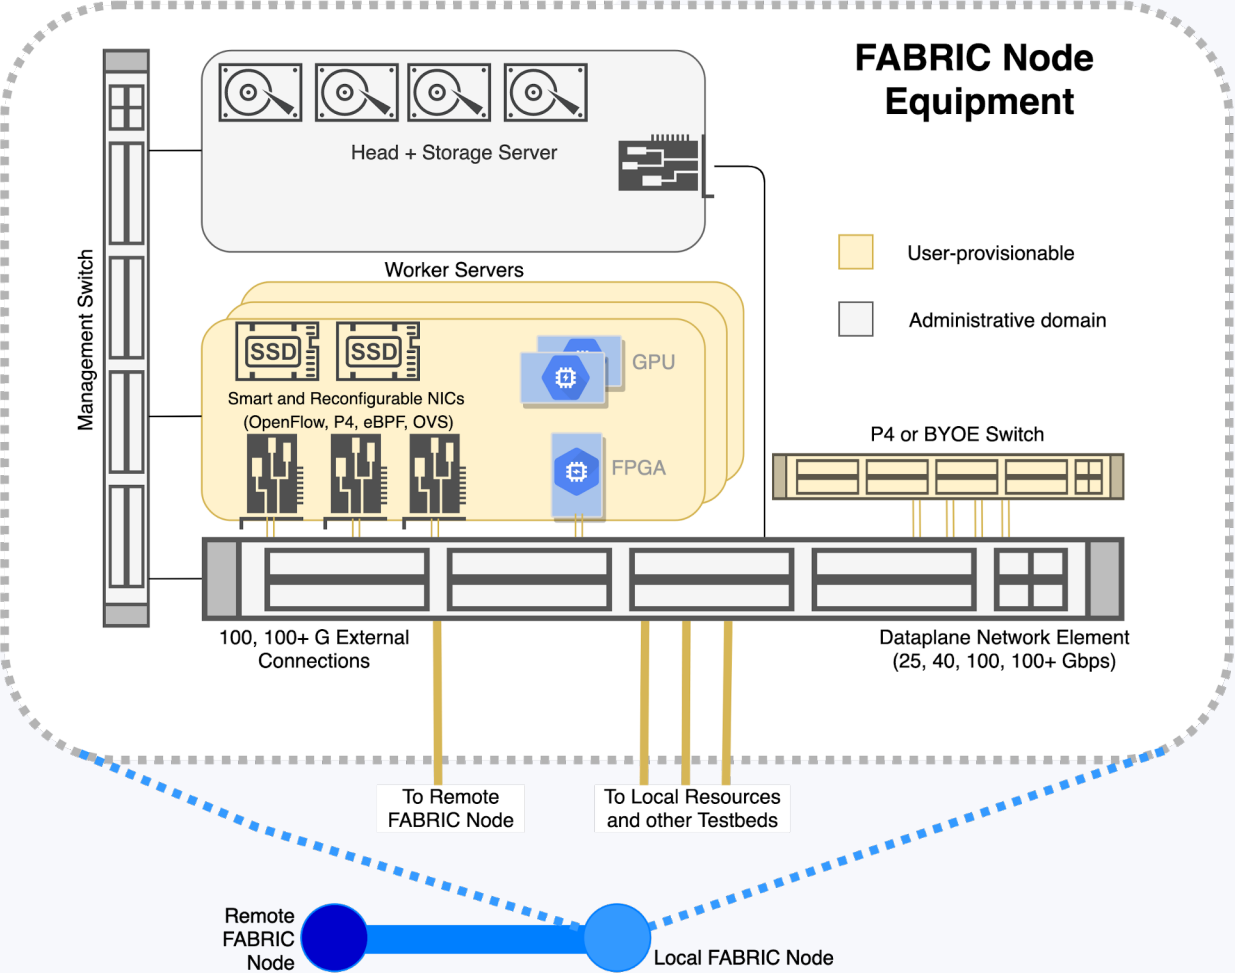 FABRIC Node
Equipment
Head + Storage Server
Management Switch
Worker Servers
User-provisionable
Administrative domain
SSD
SSD
GPU
Smart and Reconfigurable NICs
(OpenFlow, P4, eBPF, OVS)
FPGA
P4 or BYOE Switch
100, 100+ G External
Connections
Dataplane Network Element
(25, 40, 100, 100+ Gbps)
To Remote
FABRIC Node
To Local Resources
and other Testbeds
Remote
FABRIC
Node
Local FABRIC Node